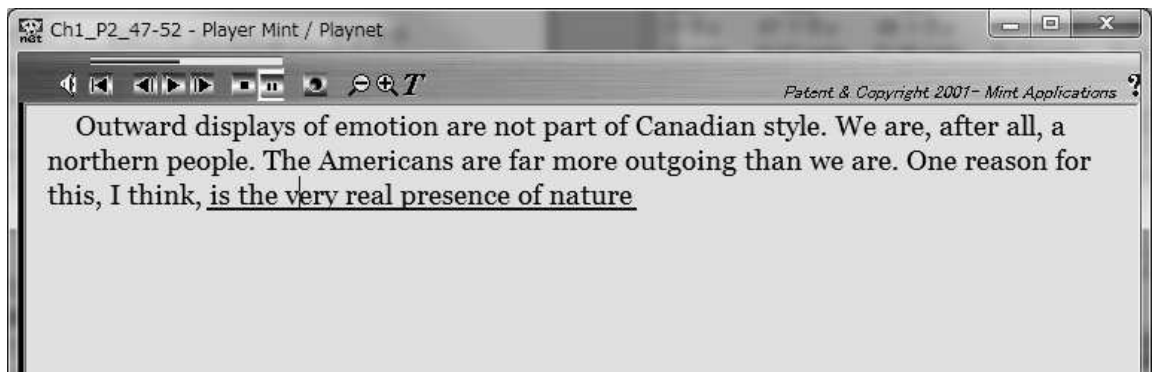 nét Ch1_P2_47-52 - Player Mint / Playnet
T
Patent & Copyright 2001- Mint Applications ?
Outward displays of emotion are not part of Canadian style. We are, after all, a
northern people. The Americans are far more outgoing than we are. One reason for
this, I think, is the very real presence of nature